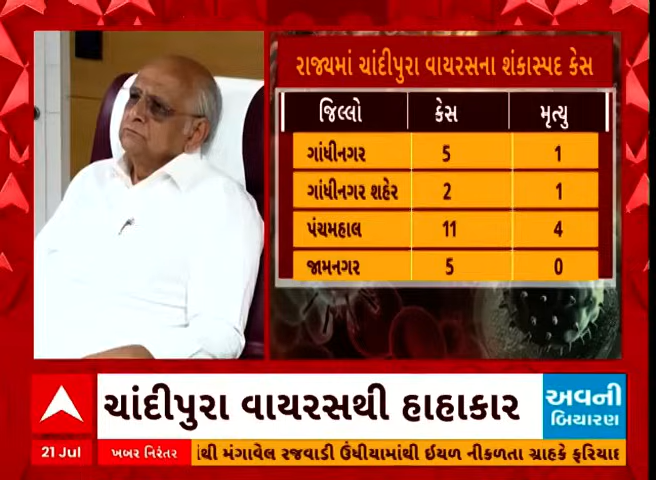 રાજ્યમાં ચાંદીપુરા વાયરસના શંકાસ્પદ કેસ
જિલ્લો કેસ મૃત્યુ
ગાંધીનગર 5 1
ગાંધીનગર શહેર 2 1
પંચમહાલ 11 4
જામનગર 5 0
ચાંદીપુરા વાયરસથી હાહાકાર
અવની
બિયારણ
21 Jul ખબર નિરંતર ંથી મંગાવેલ રજવાડી ઉંધીયામાંથી ઈયળ નીકળતા ગ્રાહકે ફરિયાદ